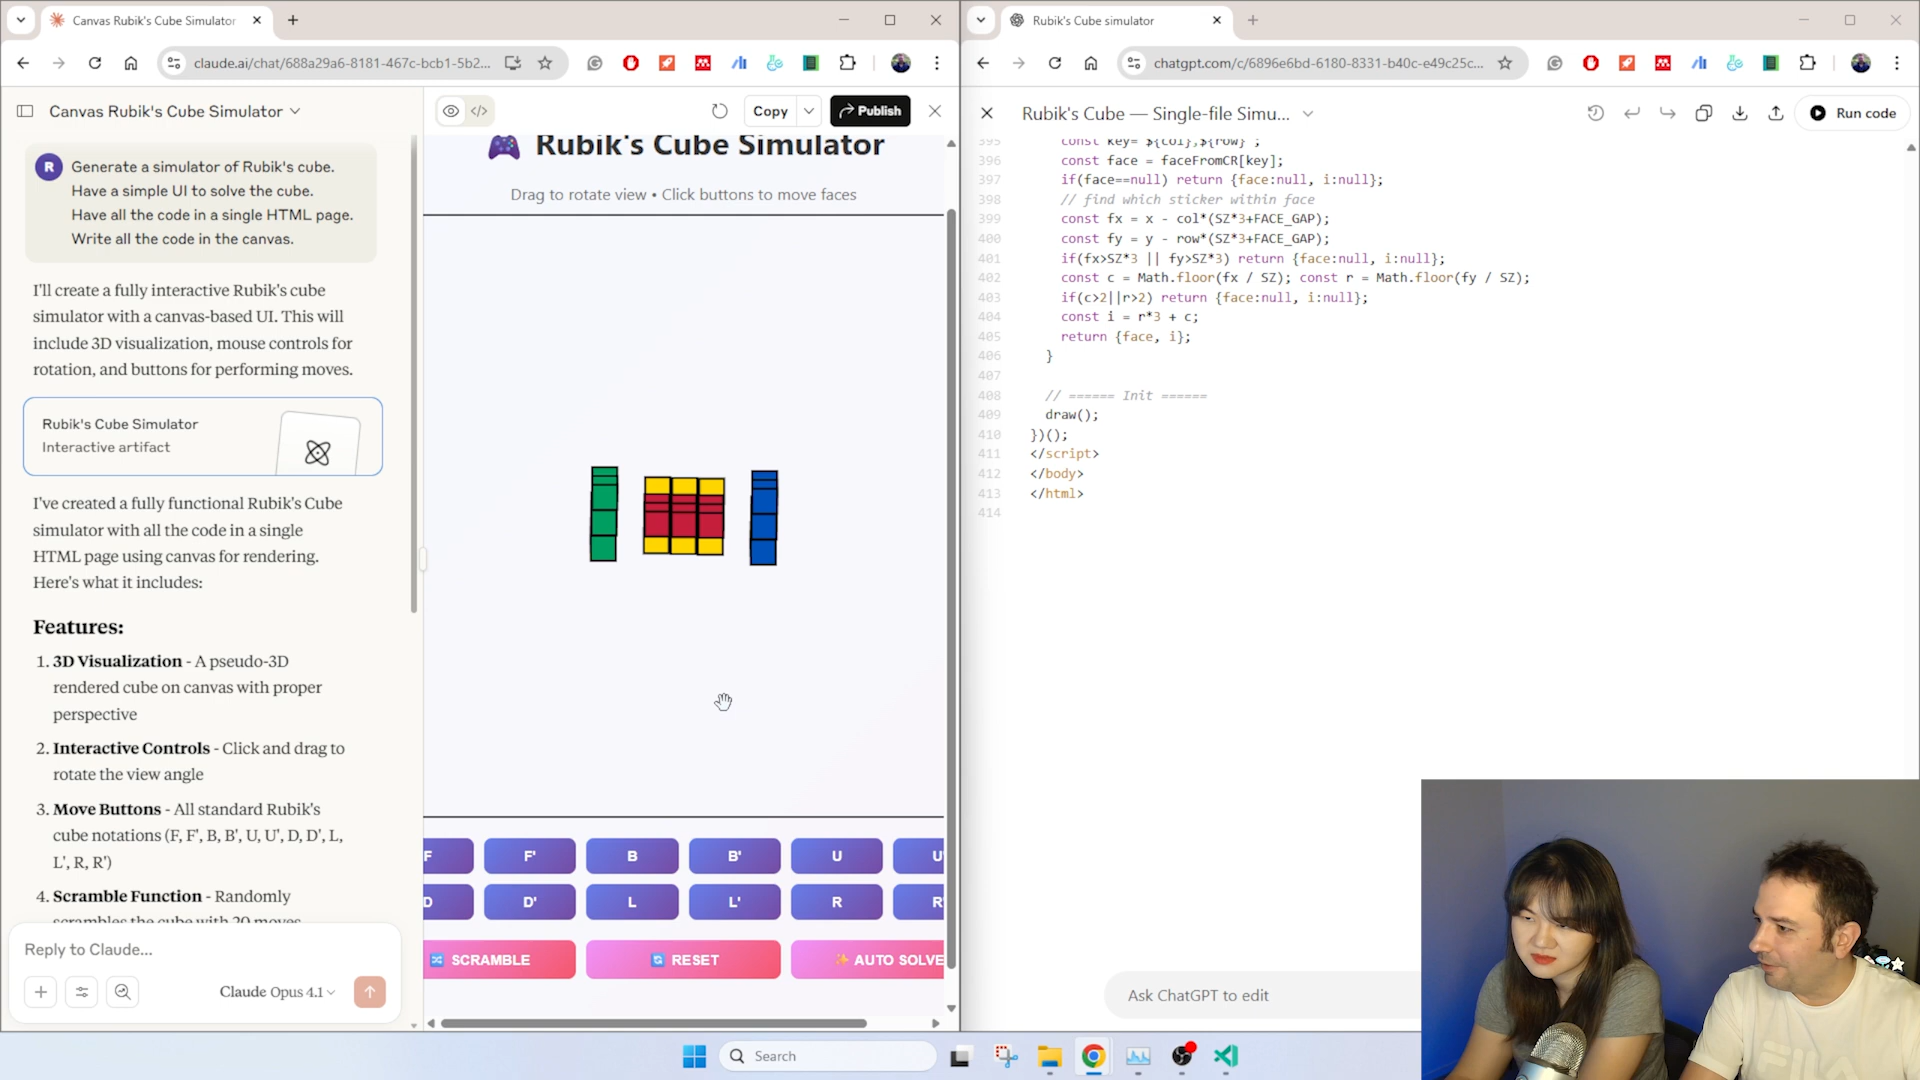 Canvas Rubik's Cube Simulator
claude.ai/chat/688a29a6-8181-467c-bcb1-5b2...
Canvas Rubik's Cube Simulator
Copy
Publish
R
Generate a simulator of Rubik's cube.
Have a simple UI to solve the cube.
Have all the code in a single HTML page.
Write all the code in the canvas.
I'll create a fully interactive Rubik's cube
simulator with a canvas-based UI. This will
include 3D visualization, mouse controls for
rotation, and buttons for performing moves.
Rubik's Cube Simulator
Interactive artifact
I've created a fully functional Rubik's Cube
simulator with all the code in a single
HTML page using canvas for rendering.
Here's what it includes:
Features:
1. 3D Visualization - A pseudo-3D
rendered cube on canvas with proper
perspective
2. Interactive Controls - Click and drag to
rotate the view angle
3. Move Buttons - All standard Rubik's
cube notations (F, F', B, B', U, U', D, D', L,
L', R, R')
4. Scramble Function - Randomly
scrambles the cube with 20 moves
Reply to Claude...
Claude Opus 4.1
Rubik's Cube Simulator
Drag to rotate view • Click buttons to move faces
F F' B B' U U'
D D' L L' R R'
SCRAMBLE RESET AUTO SOLVE
Rubik's Cube simulator
chatgpt.com/c/6896e6bd-6180-8331-b40c-e49c25c...
Rubik's Cube — Single-file Simu...
Run code
395 const key=`${col},${row}`;
396 const face = faceFromCR[key];
397 if(face==null) return {face:null, i:null};
398 // find which sticker within face
399 const fx = x - col*(SZ*3+FACE_GAP);
400 const fy = y - row*(SZ*3+FACE_GAP);
401 if(fx>SZ*3 || fy>SZ*3) return {face:null, i:null};
402 const c = Math.floor(fx / SZ); const r = Math.floor(fy / SZ);
403 if(c>2||r>2) return {face:null, i:null};
404 const i = r*3 + c;
405 return {face, i};
406 }
407
408 // ====== Init ======
409 draw();
410 })();
411 </script>
412 </body>
413 </html>
414
Ask ChatGPT to edit
Search